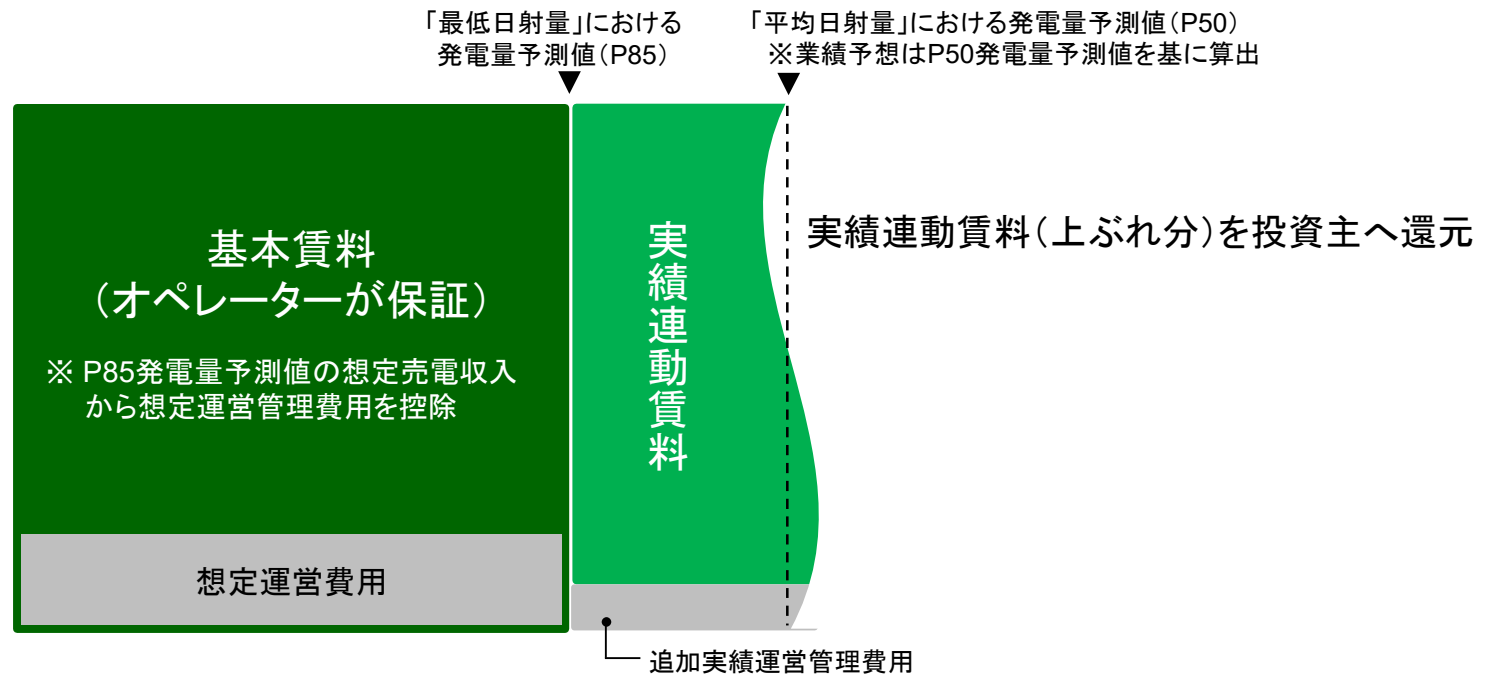 「最低日射量」における
発電量予測値（P85）
「平均日射量」における発電量予測値（P50）
※業績予想はP50発電量予測値を基に算出
基本賃料
（オペレーターが保証）
※ P85発電量予測値の想定売電収入
から想定運営管理費用を控除
想定運営費用
実績連動賃料
実績連動賃料（上ぶれ分）を投資主へ還元
追加実績運営管理費用